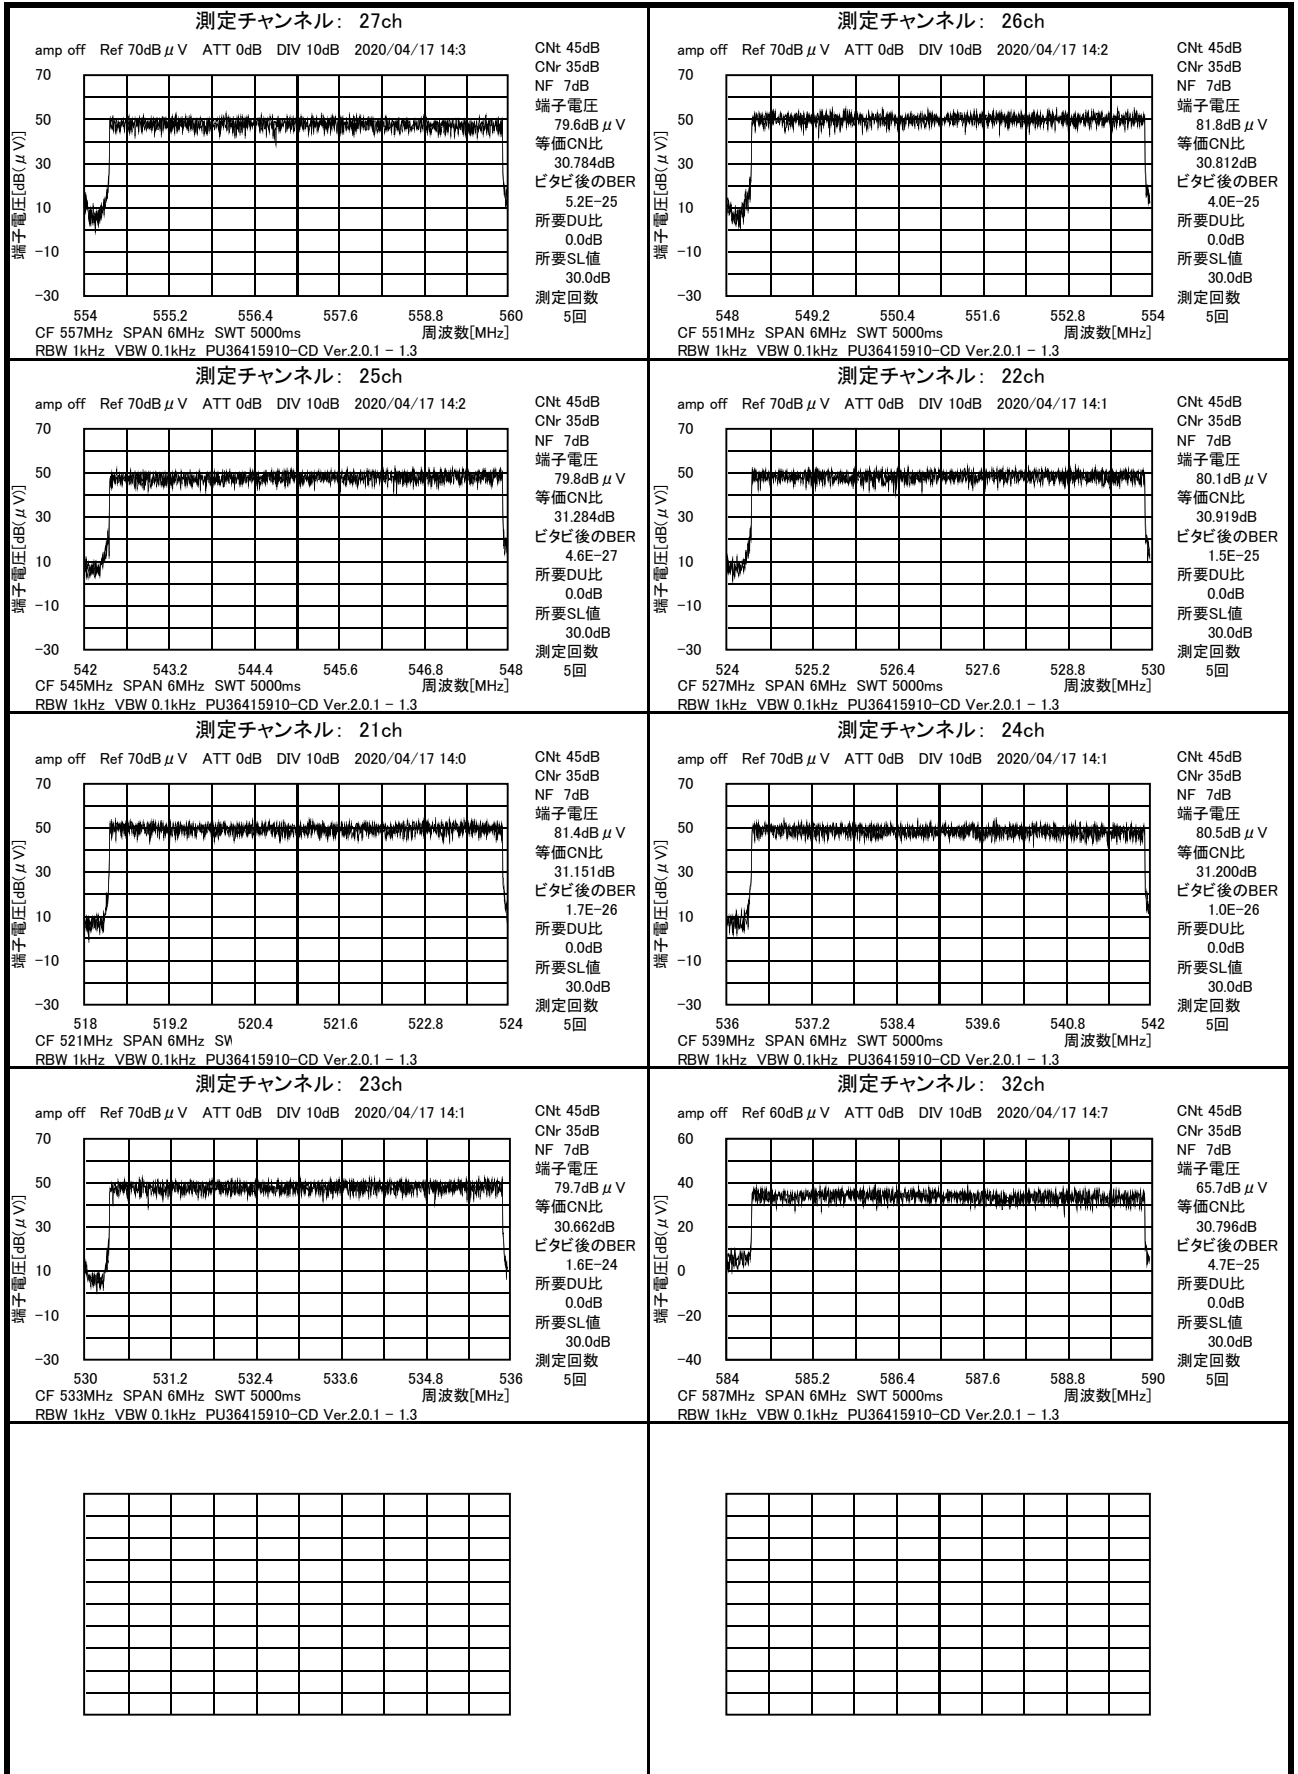 測定チャンネル： 27ch
amp off Ref 70dBμV ATT 0dB DIV 10dB 2020/04/17 14:3
CNt 45dB
CNr 35dB
NF 7dB
端子電圧
79.6dBμV
等価CN比
30.784dB
ビタビ後のBER
5.2E-25
所要DU比
0.0dB
所要SL値
30.0dB
測定回数
5回
端子電圧[dB(μV)]
70
50
30
10
-10
-30
554 555.2 556.4 557.6 558.8 560
CF 557MHz SPAN 6MHz SWT 5000ms 周波数[MHz]
RBW 1kHz VBW 0.1kHz PU36415910-CD Ver.2.0.1 - 1.3
測定チャンネル： 26ch
amp off Ref 70dBμV ATT 0dB DIV 10dB 2020/04/17 14:2
CNt 45dB
CNr 35dB
NF 7dB
端子電圧
81.8dBμV
等価CN比
30.812dB
ビタビ後のBER
4.0E-25
所要DU比
0.0dB
所要SL値
30.0dB
測定回数
5回
端子電圧[dB(μV)]
70
50
30
10
-10
-30
548 549.2 550.4 551.6 552.8 554
CF 551MHz SPAN 6MHz SWT 5000ms 周波数[MHz]
RBW 1kHz VBW 0.1kHz PU36415910-CD Ver.2.0.1 - 1.3
測定チャンネル： 25ch
amp off Ref 70dBμV ATT 0dB DIV 10dB 2020/04/17 14:2
CNt 45dB
CNr 35dB
NF 7dB
端子電圧
79.8dBμV
等価CN比
31.284dB
ビタビ後のBER
4.6E-27
所要DU比
0.0dB
所要SL値
30.0dB
測定回数
5回
端子電圧[dB(μV)]
70
50
30
10
-10
-30
542 543.2 544.4 545.6 546.8 548
CF 545MHz SPAN 6MHz SWT 5000ms 周波数[MHz]
RBW 1kHz VBW 0.1kHz PU36415910-CD Ver.2.0.1 - 1.3
測定チャンネル： 22ch
amp off Ref 70dBμV ATT 0dB DIV 10dB 2020/04/17 14:1
CNt 45dB
CNr 35dB
NF 7dB
端子電圧
80.1dBμV
等価CN比
30.919dB
ビタビ後のBER
1.5E-25
所要DU比
0.0dB
所要SL値
30.0dB
測定回数
5回
端子電圧[dB(μV)]
70
50
30
10
-10
-30
524 525.2 526.4 527.6 528.8 530
CF 527MHz SPAN 6MHz SWT 5000ms 周波数[MHz]
RBW 1kHz VBW 0.1kHz PU36415910-CD Ver.2.0.1 - 1.3
測定チャンネル： 21ch
amp off Ref 70dBμV ATT 0dB DIV 10dB 2020/04/17 14:0
CNt 45dB
CNr 35dB
NF 7dB
端子電圧
81.4dBμV
等価CN比
31.151dB
ビタビ後のBER
1.7E-26
所要DU比
0.0dB
所要SL値
30.0dB
測定回数
5回
端子電圧[dB(μV)]
70
50
30
10
-10
-30
518 519.2 520.4 521.6 522.8 524
CF 521MHz SPAN 6MHz SW
RBW 1kHz VBW 0.1kHz PU36415910-CD Ver.2.0.1 - 1.3
測定チャンネル： 24ch
amp off Ref 70dBμV ATT 0dB DIV 10dB 2020/04/17 14:1
CNt 45dB
CNr 35dB
NF 7dB
端子電圧
80.5dBμV
等価CN比
31.200dB
ビタビ後のBER
1.0E-26
所要DU比
0.0dB
所要SL値
30.0dB
測定回数
5回
端子電圧[dB(μV)]
70
50
30
10
-10
-30
536 537.2 538.4 539.6 540.8 542
CF 539MHz SPAN 6MHz SWT 5000ms 周波数[MHz]
RBW 1kHz VBW 0.1kHz PU36415910-CD Ver.2.0.1 - 1.3
測定チャンネル： 23ch
amp off Ref 70dBμV ATT 0dB DIV 10dB 2020/04/17 14:1
CNt 45dB
CNr 35dB
NF 7dB
端子電圧
79.7dBμV
等価CN比
30.662dB
ビタビ後のBER
1.6E-24
所要DU比
0.0dB
所要SL値
30.0dB
測定回数
5回
端子電圧[dB(μV)]
70
50
30
10
-10
-30
530 531.2 532.4 533.6 534.8 536
CF 533MHz SPAN 6MHz SWT 5000ms 周波数[MHz]
RBW 1kHz VBW 0.1kHz PU36415910-CD Ver.2.0.1 - 1.3
測定チャンネル： 32ch
amp off Ref 60dBμV ATT 0dB DIV 10dB 2020/04/17 14:7
CNt 45dB
CNr 35dB
NF 7dB
端子電圧
65.7dBμV
等価CN比
30.796dB
ビタビ後のBER
4.7E-25
所要DU比
0.0dB
所要SL値
30.0dB
測定回数
5回
端子電圧[dB(μV)]
60
40
20
0
-20
-40
584 585.2 586.4 587.6 588.8 590
CF 587MHz SPAN 6MHz SWT 5000ms 周波数[MHz]
RBW 1kHz VBW 0.1kHz PU36415910-CD Ver.2.0.1 - 1.3